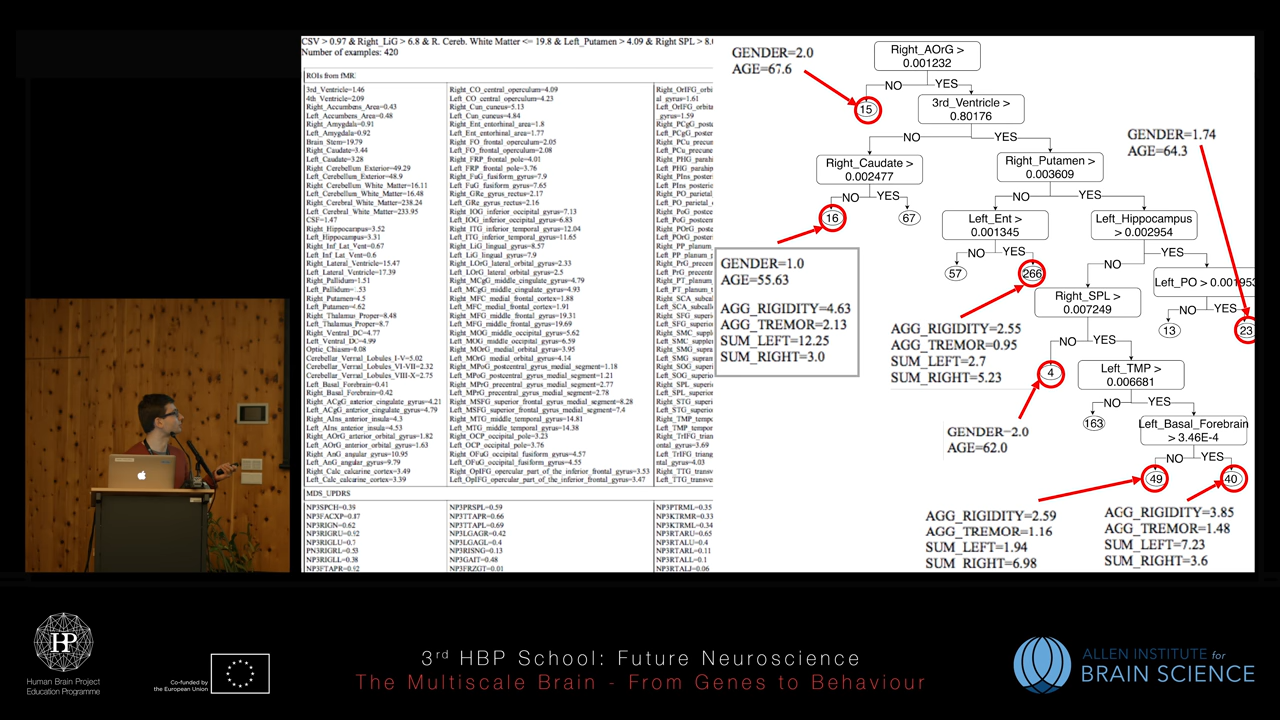 CSV > 0.97 & Right_LiG > 6.8 & R. Cereb. White Matter <= 19.8 & Left_Putamen > 4.09 & Right SPL > 8.
Number of examples: 420
ROIs from fMR
3rd_Ventricle=1.46
4th_Ventricle=2.09
Right_Accumbens_Area=0.43
Left_Accumbens_Area=0.48
Right_Amygdala=0.91
Left_Amygdala=0.92
Brain_Stem=19.79
Right_Caudate=3.44
Left_Caudate=3.28
Right_Cerebellum_Exterior=49.29
Left_Cerebellum_Exterior=48.9
Right_Cerebellum_White_Matter=16.11
Left_Cerebellum_White_Matter=16.48
Right_Cerebral_White_Matter=238.24
Left_Cerebral_White_Matter=233.95
CSF=1.47
Right_Hippocampus=3.52
Left_Hippocampus=3.31
Right_Inf_Lat_Vent=0.67
Left_Inf_Lat_Vent=0.6
Right_Lateral_Ventricle=15.47
Left_Lateral_Ventricle=17.39
Right_Pallidum=1.51
Left_Pallidum=1.53
Right_Putamen=4.5
Left_Putamen=4.62
Right_Thalamus_Proper=8.48
Left_Thalamus_Proper=8.7
Right_Ventral_DC=4.77
Left_Ventral_DC=4.99
Optic_Chiasm=0.08
Cerebellar_Vermal_Lobules_I-V=5.02
Cerebellar_Vermal_Lobules_VI-VII=2.32
Cerebellar_Vermal_Lobules_VIII-X=2.75
Left_Basal_Forebrain=0.41
Right_Basal_Forebrain=0.42
Right_ACgG_anterior_cingulate_gyrus=4.21
Left_ACgG_anterior_cingulate_gyrus=4.79
Right_AIns_anterior_insula=4.3
Left_AIns_anterior_insula=4.53
Right_AOrG_anterior_orbital_gyrus=1.82
Left_AOrG_anterior_orbital_gyrus=1.63
Right_AnG_angular_gyrus=10.95
Left_AnG_angular_gyrus=9.79
Right_Calc_calcarine_cortex=3.49
Left_Calc_calcarine_cortex=3.39
Right_CO_central_operculum=4.09
Left_CO_central_operculum=4.23
Right_Cun_cuneus=5.13
Left_Cun_cuneus=4.84
Right_Ent_entorhinal_area=1.8
Left_Ent_entorhinal_area=1.77
Right_FO_frontal_operculum=2.05
Left_FO_frontal_operculum=2.08
Right_FRP_frontal_pole=4.01
Left_FRP_frontal_pole=3.76
Right_FuG_fusiform_gyrus=7.9
Left_FuG_fusiform_gyrus=7.65
Right_GRe_gyrus_rectus=2.17
Left_GRe_gyrus_rectus=2.16
Right_IOG_inferior_occipital_gyrus=7.13
Left_IOG_inferior_occipital_gyrus=6.83
Right_ITG_inferior_temporal_gyrus=12.04
Left_ITG_inferior_temporal_gyrus=11.65
Right_LiG_lingual_gyrus=8.57
Left_LiG_lingual_gyrus=7.9
Right_LOrG_lateral_orbital_gyrus=2.33
Left_LOrG_lateral_orbital_gyrus=2.5
Right_MCgG_middle_cingulate_gyrus=4.79
Left_MCgG_middle_cingulate_gyrus=4.93
Right_MFC_medial_frontal_cortex=1.88
Left_MFC_medial_frontal_cortex=1.91
Right_MFG_middle_frontal_gyrus=19.31
Left_MFG_middle_frontal_gyrus=19.69
Right_MOG_middle_occipital_gyrus=5.62
Left_MOG_middle_occipital_gyrus=6.59
Right_MOrG_medial_orbital_gyrus=3.95
Left_MOrG_medial_orbital_gyrus=4.14
Right_MPoG_postcentral_gyrus_medial_segment=1.18
Left_MPoG_postcentral_gyrus_medial_segment=1.21
Right_MPrG_precentral_gyrus_medial_segment=2.77
Left_MPrG_precentral_gyrus_medial_segment=2.78
Right_MSFG_superior_frontal_gyrus_medial_segment=8.28
Left_MSFG_superior_frontal_gyrus_medial_segment=7.4
Right_MTG_middle_temporal_gyrus=14.81
Left_MTG_middle_temporal_gyrus=14.38
Right_OCP_occipital_pole=3.23
Left_OCP_occipital_pole=3.76
Right_OFuG_occipital_fusiform_gyrus=4.57
Left_OFuG_occipital_fusiform_gyrus=4.55
Right_OpIFG_opercular_part_of_the_inferior_frontal_gyrus=3.53
Left_OpIFG_opercular_part_of_the_inferior_frontal_gyrus=3.47
MDS_UPDRS
NP3SPCH=0.39
NP3FACXP=0.87
NP3RIGN=0.62
NP3RIGRU=0.92
NP3RIGLU=0.7
PN3RIGRL=0.53
NP3RIGLL=0.38
NP3FTAPR=0.92
NP3PRSPL=0.59
NP3TTAPR=0.66
NP3TTAPL=0.69
NP3LGAGR=0.42
NP3LGAGL=0.4
NP3RISNG=0.13
NP3GAIT=0.48
NP3FRZGT=0.01
NP3PTRML=0.35
NP3KTRMR=0.33
NP3KTRML=0.34
NP3RTARU=0.65
NP3RTALU=0.4
NP3RTARL=0.11
NP3RTALL=0.1
NP3RTALJ=0.06
GENDER=2.0
AGE=67.6
Right_AOrG >
0.001232
NO YES
15
3rd_Ventricle >
0.80176
NO YES
GENDER=1.74
AGE=64.3
Right_Caudate >
0.002477
Right_Putamen >
0.003609
NO YES
NO YES
16
67
Left_Ent >
0.001345
Left_Hippocampus
> 0.002954
NO YES
NO YES
57
266
Left_PO > 0.001953
GENDER=1.0
AGE=55.63
AGG_RIGIDITY=4.63
AGG_TREMOR=2.13
SUM_LEFT=12.25
SUM_RIGHT=3.0
Right_SPL >
0.007249
NO YES
13
23
AGG_RIGIDITY=2.55
AGG_TREMOR=0.95
SUM_LEFT=2.7
SUM_RIGHT=5.23
NO YES
4
Left_TMP >
0.006681
NO YES
163
GENDER=2.0
AGE=62.0
Left_Basal_Forebrain
> 3.46E-4
NO YES
49
40
AGG_RIGIDITY=2.59
AGG_TREMOR=1.16
SUM_LEFT=1.94
SUM_RIGHT=6.98
AGG_RIGIDITY=3.85
AGG_TREMOR=1.48
SUM_LEFT=7.23
SUM_RIGHT=3.6
HP
Human Brain Project
Education Programme
Co-funded by
the European Union
3rd HBP School: Future Neuroscience
The Multiscale Brain - From Genes to Behaviour
ALLEN INSTITUTE for
BRAIN SCIENCE